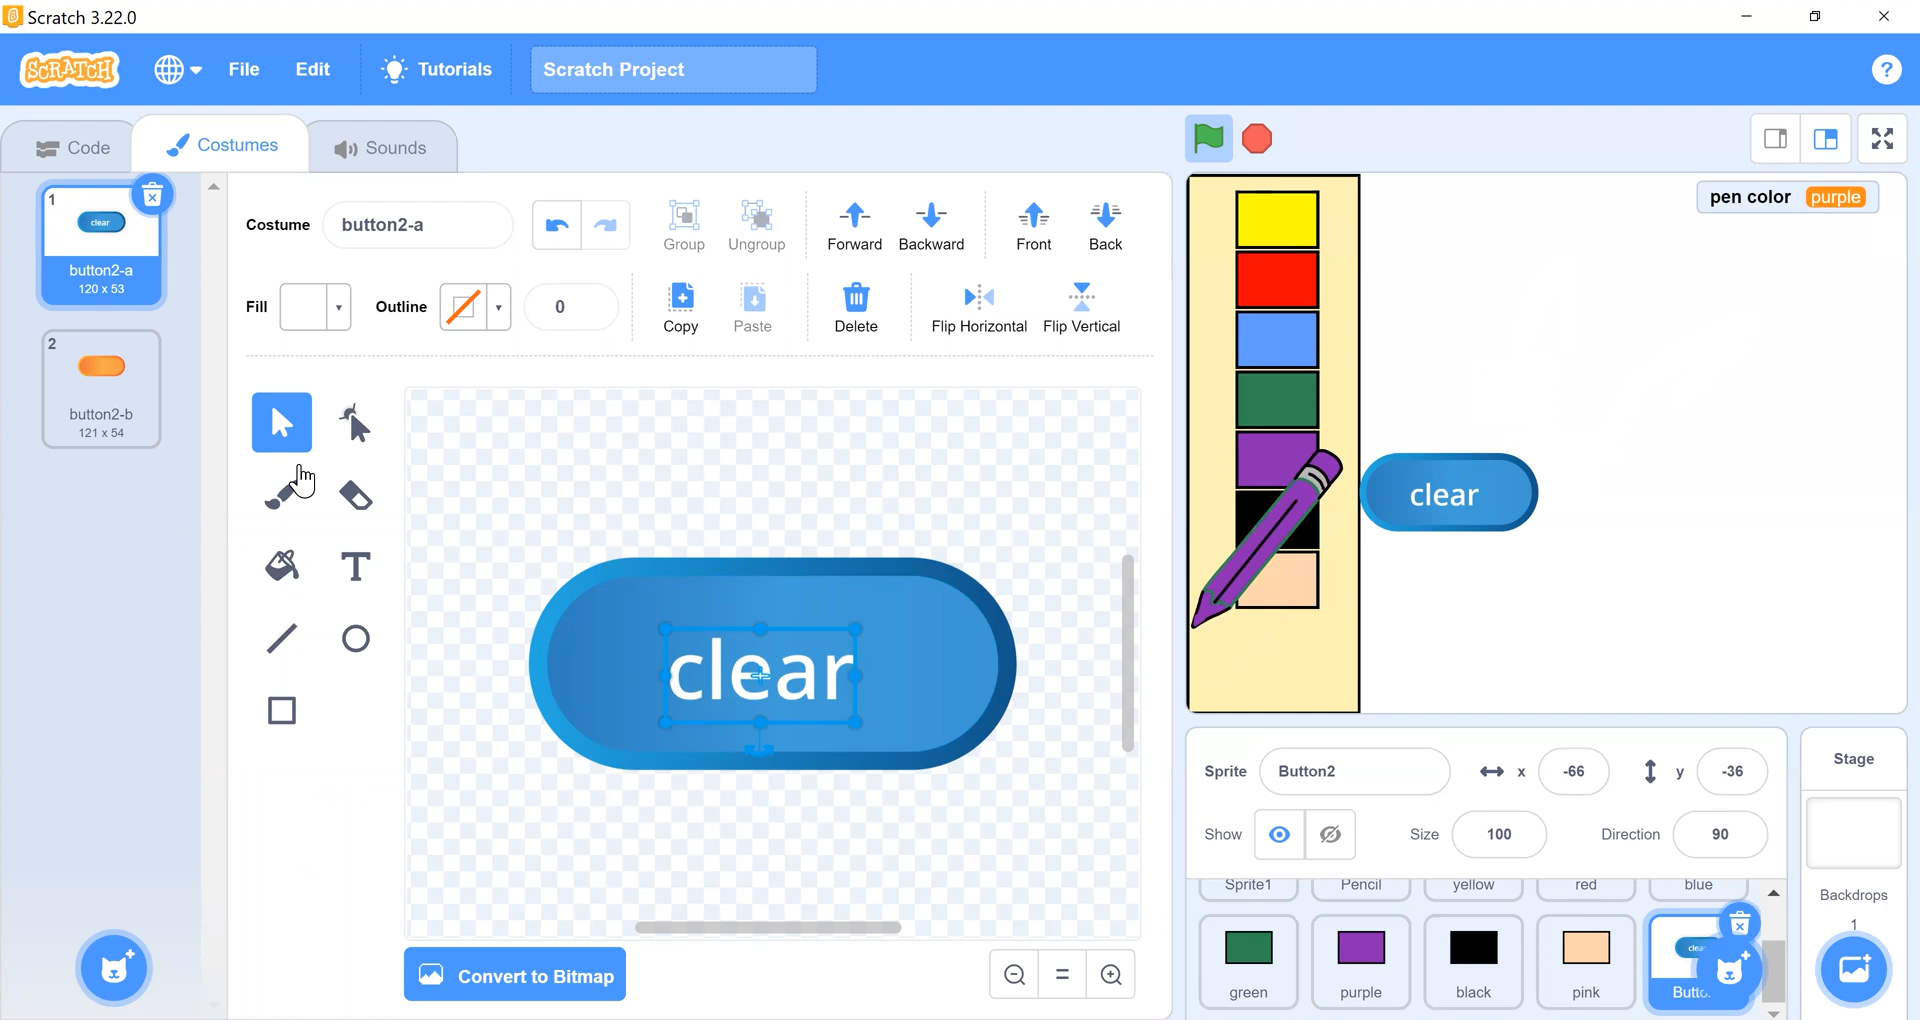 Scratch 3.22.0
SCRATCH File Edit Tutorials Scratch Project ?
Code Costumes Sounds
1 clear
button2-a
120 x 53
2
button2-b
121 x 54
Costume button2-a Group Ungroup Forward Backward Front Back
Fill Outline 0 Copy Paste Delete Flip Horizontal Flip Vertical
clear
Convert to Bitmap
pen color purple
clear
Sprite Button2 x -66 y -36
Show Size 100 Direction 90
Sprite1 Pencil yellow red blue
green purple black pink
Stage
Backdrops
1